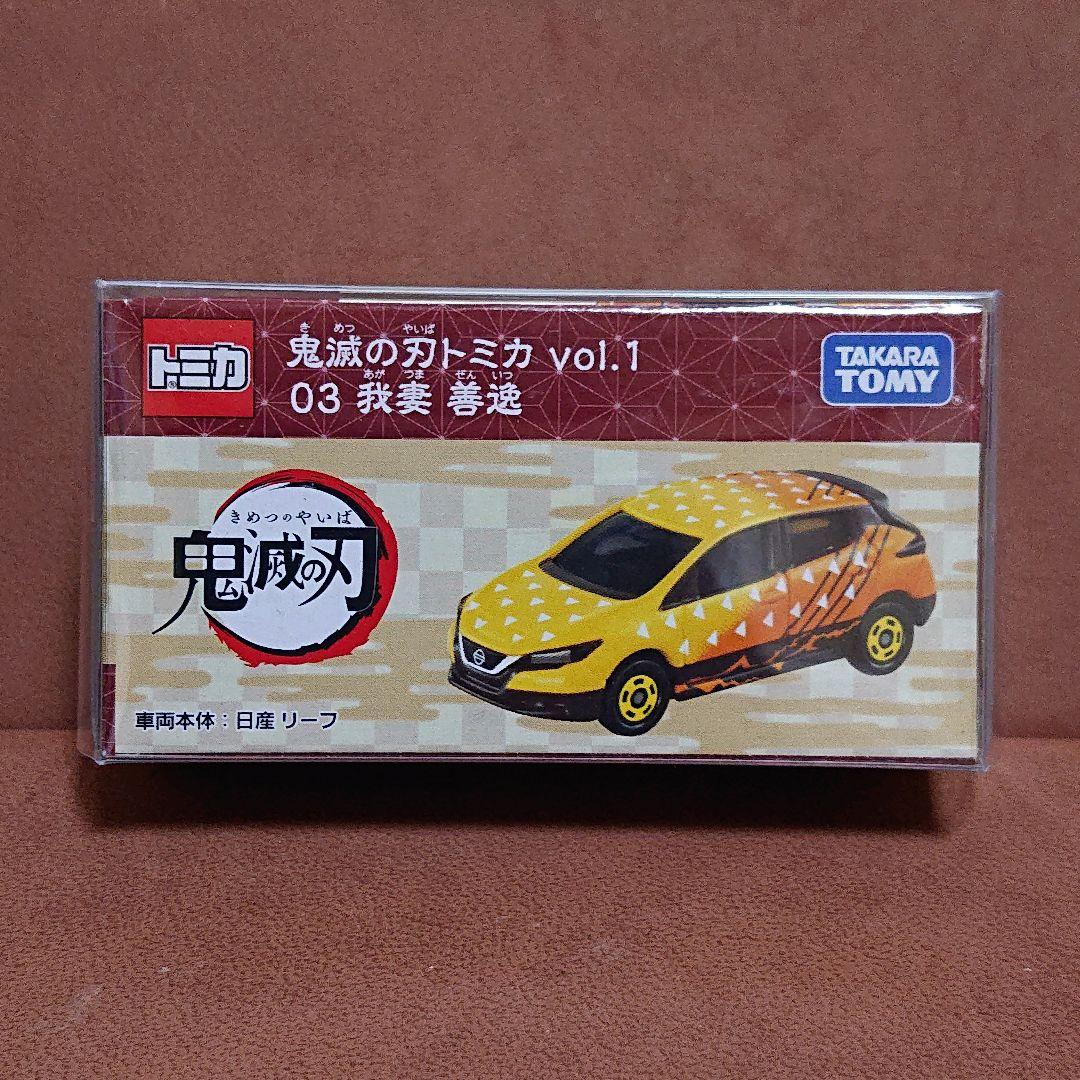 トミカ
®
きめつ やいば
鬼滅の刃トミカ vol.1
あがつま ぜんいつ
03 我妻 善逸
TAKARA
TOMY
きめつのやいば
鬼滅の刃
車両本体：日産 リーフ